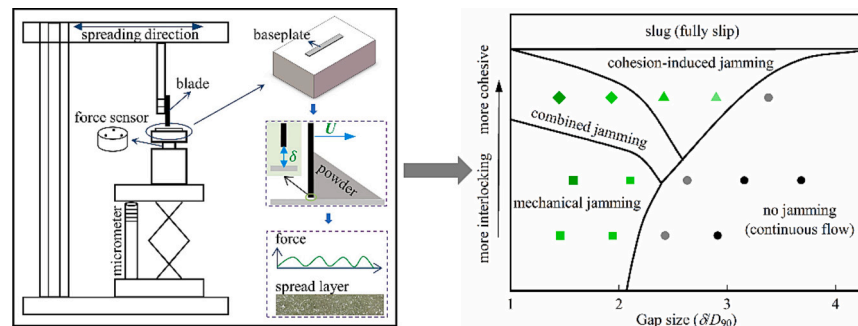 spreading direction
blade
force sensor
micrometer
baseplate
U
δ
powder
force
spread layer
more interlocking
more cohesive
slug (fully slip)
cohesion-induced jamming
combined jamming
mechanical jamming
no jamming
(continuous flow)
1
2
3
4
Gap size (δ/D90)